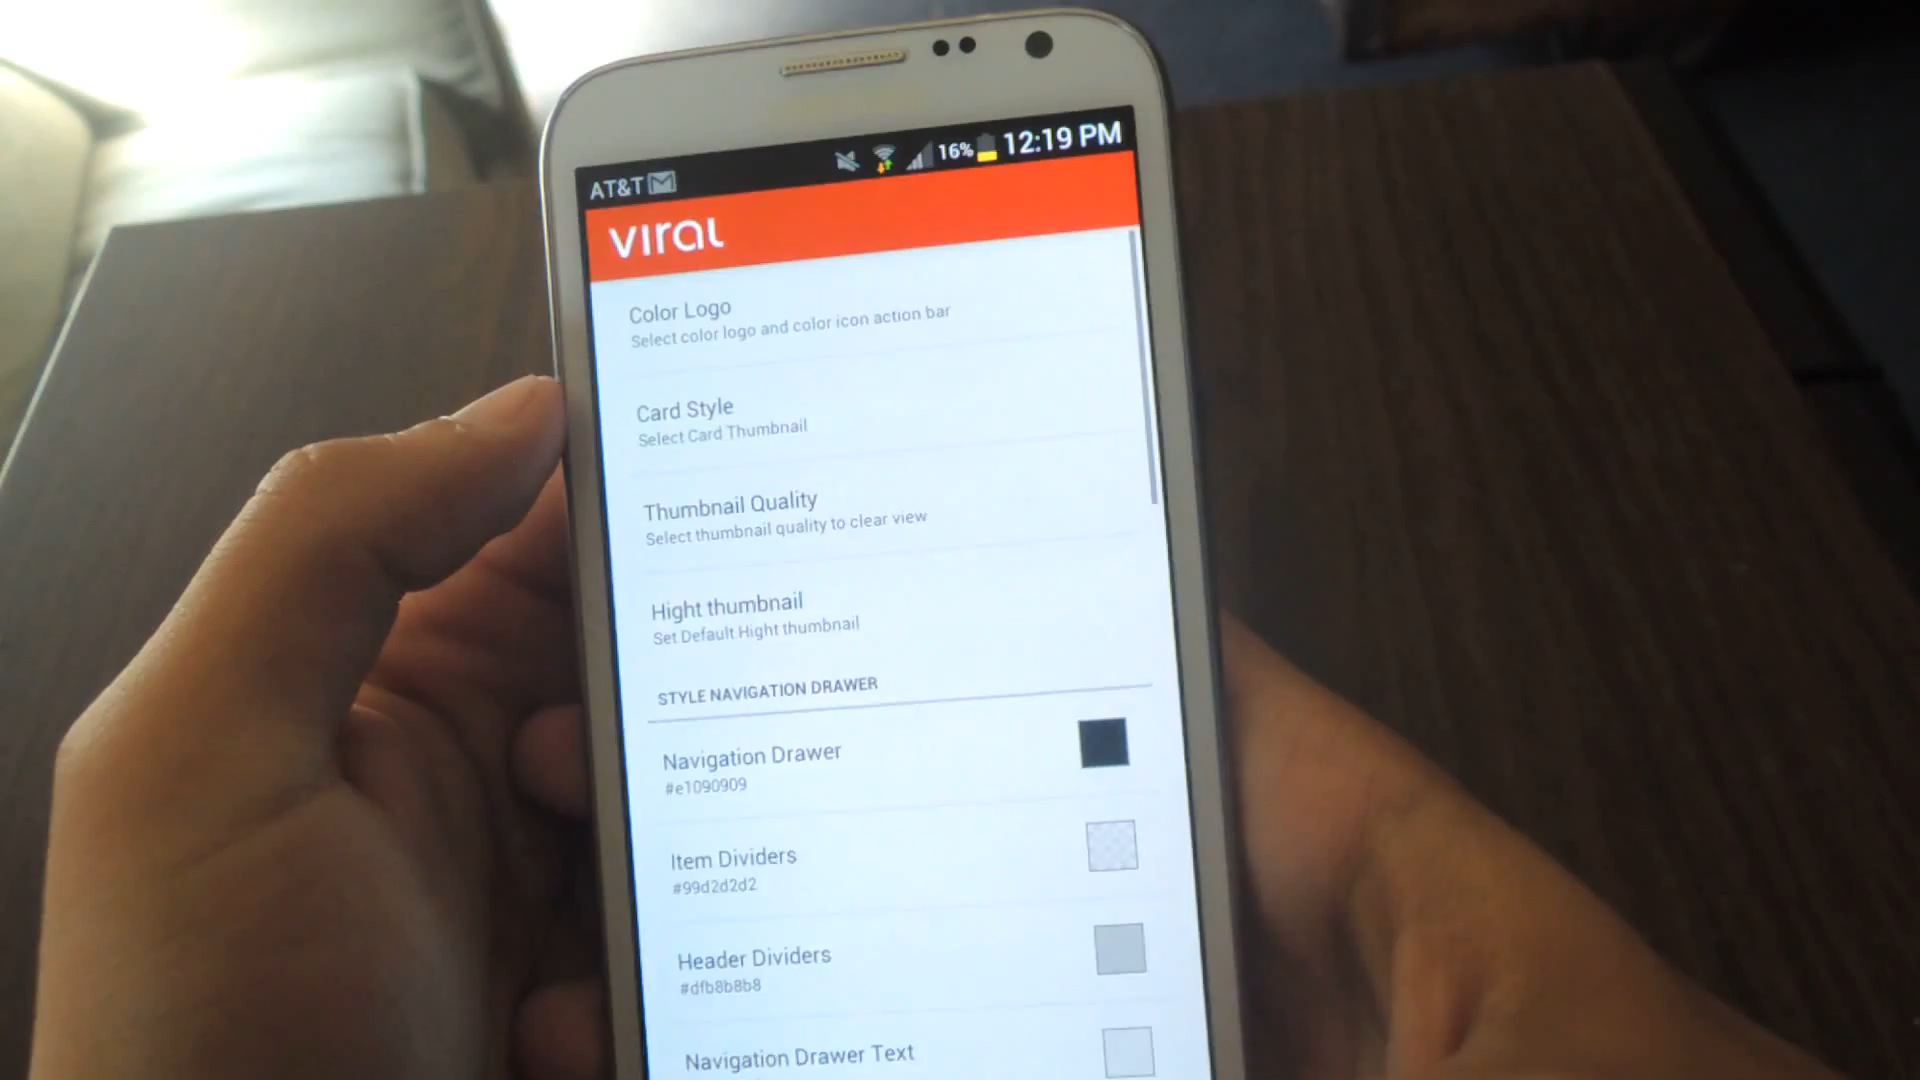 AT&T 16% 12:19 PM
viral
Color Logo
Select color logo and color icon action bar
Card Style
Select Card Thumbnail
Thumbnail Quality
Select thumbnail quality to clear view
Hight thumbnail
Set Default Hight thumbnail
STYLE NAVIGATION DRAWER
Navigation Drawer
#e1090909
Item Dividers
#99d2d2d2
Header Dividers
#dfb8b8b8
Navigation Drawer Text